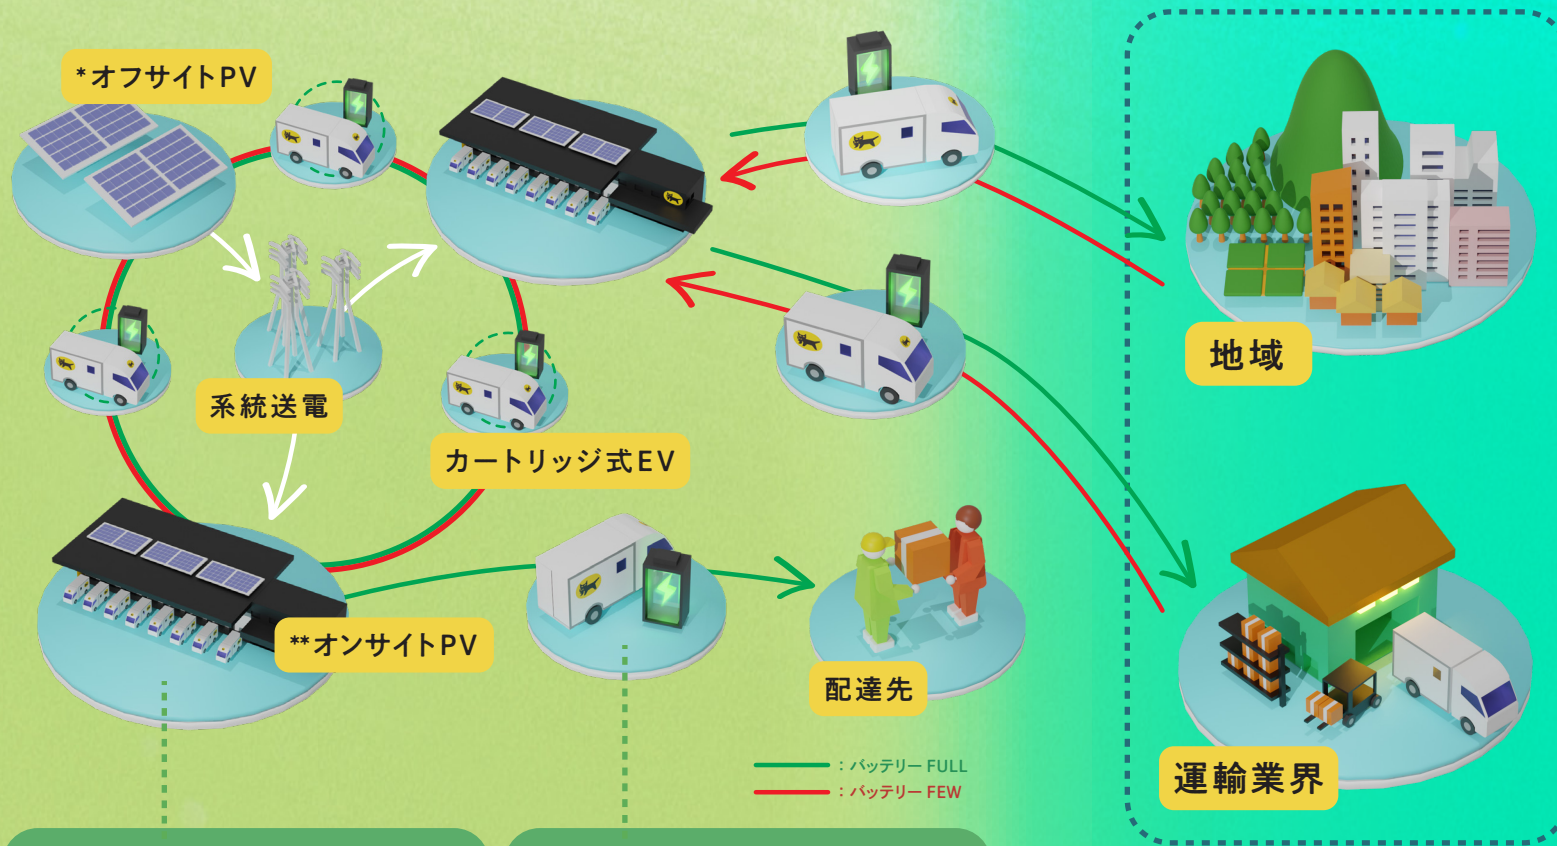 *オフサイトPV
地域
系統送電
カートリッジ式EV
**オンサイトPV
配達先
: バッテリー FULL
: バッテリー FEW
運輸業界